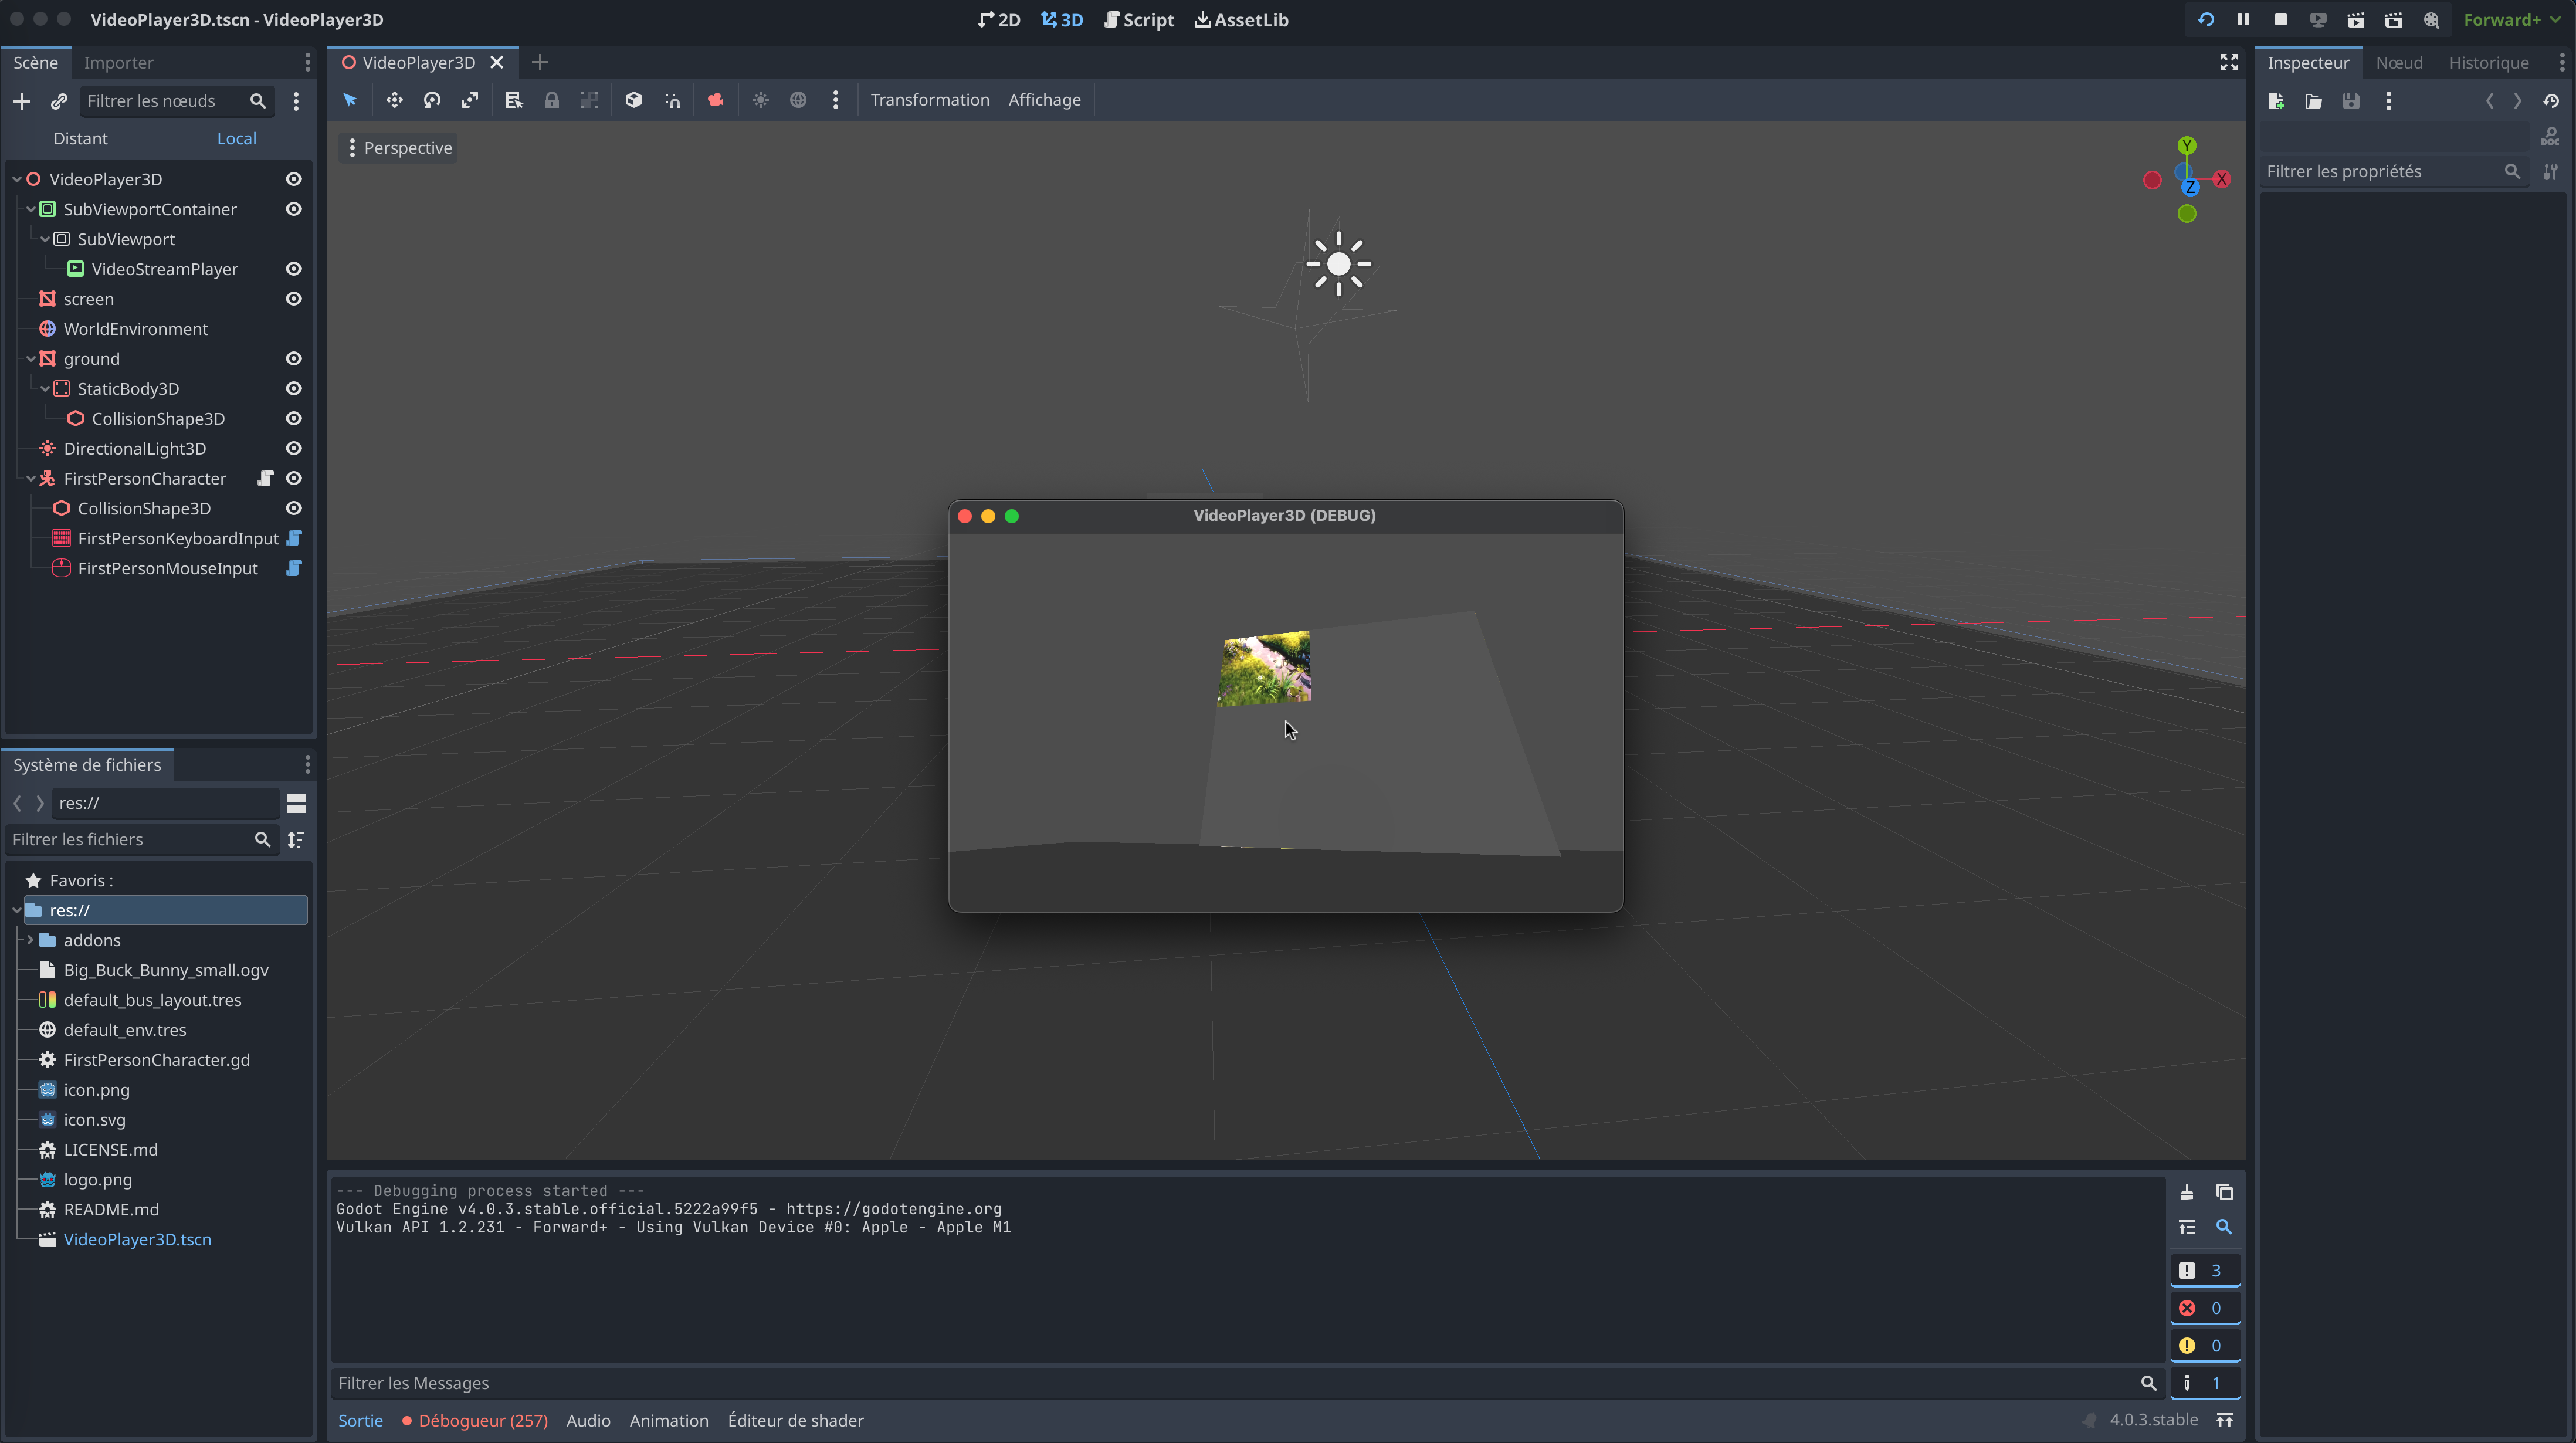 VideoPlayer3D.tscn - VideoPlayer3D
2D
3D
Script
AssetLib
Forward+
Scène
Importer
Filtrer les nœuds
Distant
Local
VideoPlayer3D
SubViewportContainer
SubViewport
VideoStreamPlayer
screen
WorldEnvironment
ground
StaticBody3D
CollisionShape3D
DirectionalLight3D
FirstPersonCharacter
CollisionShape3D
FirstPersonKeyboardInput
FirstPersonMouseInput
Système de fichiers
res://
Filtrer les fichiers
Favoris :
res://
addons
Big_Buck_Bunny_small.ogv
default_bus_layout.tres
default_env.tres
FirstPersonCharacter.gd
icon.png
icon.svg
LICENSE.md
logo.png
README.md
VideoPlayer3D.tscn
VideoPlayer3D
Transformation
Affichage
Perspective
Y
X
Z
VideoPlayer3D (DEBUG)
--- Debugging process started ---
Godot Engine v4.0.3.stable.official.5222a99f5 - https://godotengine.org
Vulkan API 1.2.231 - Forward+ - Using Vulkan Device #0: Apple - Apple M1
3
0
0
1
Filtrer les Messages
Sortie
Débogueur (257)
Audio
Animation
Éditeur de shader
4.0.3.stable
Inspecteur
Nœud
Historique
DOC
Filtrer les propriétés